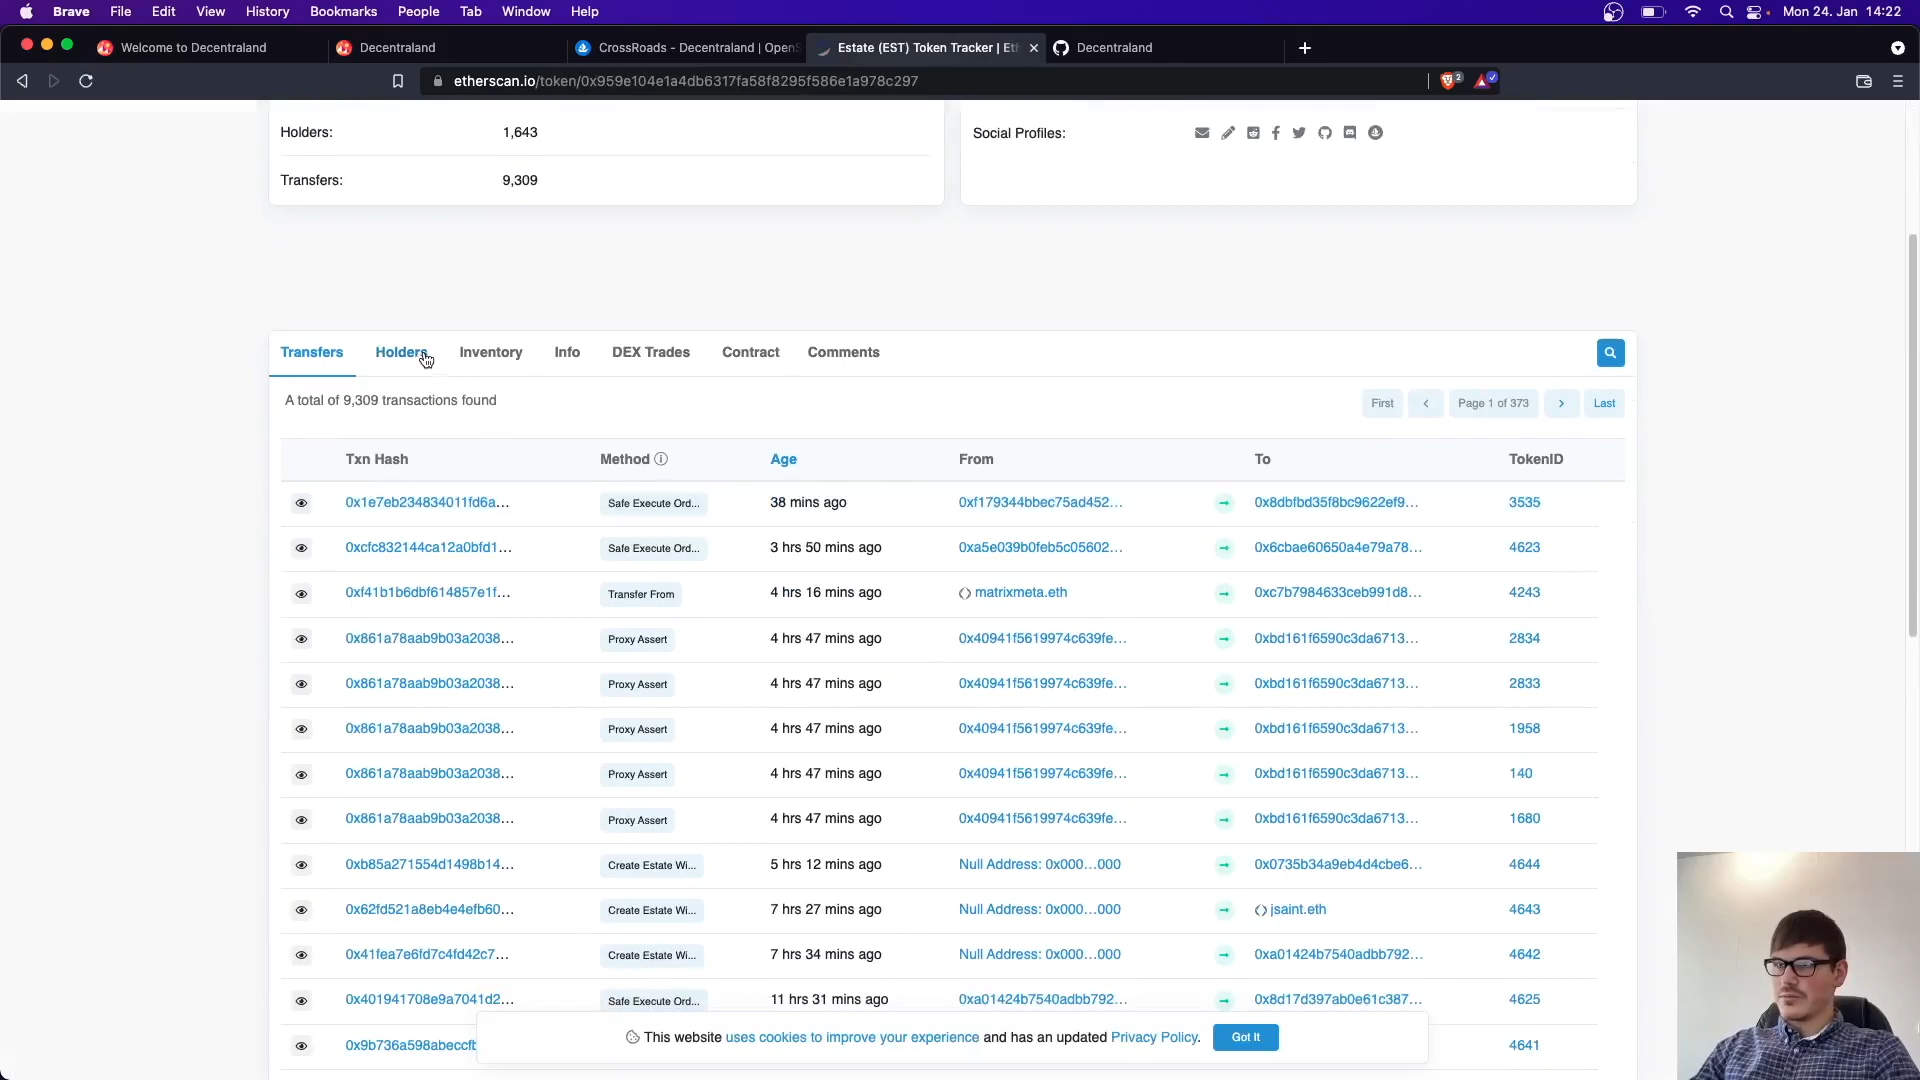 Brave File Edit View History Bookmarks People Tab Window Help Mon 24. Jan 14:22
Welcome to Decentraland Decentraland CrossRoads - Decentraland | OpenS Estate (EST) Token Tracker | Eth Decentraland
etherscan.io/token/0x959e104e1a4db6317fa58f8295f586e1a978c297 2
Holders: 1,643 Social Profiles:
Transfers: 9,309
Transfers Holders Inventory Info DEX Trades Contract Comments
A total of 9,309 transactions found First Page 1 of 373 Last
Txn Hash Method Age From To TokenID
0x1e7eb234834011fd6a... Safe Execute Ord... 38 mins ago 0xf179344bbec75ad452... 0x8dbfbd35f8bc9622ef9... 3535
0xcfc832144ca12a0bfd1... Safe Execute Ord... 3 hrs 50 mins ago 0xa5e039b0feb5c05602... 0x6cbae60650a4e79a78... 4623
0xf41b1b6dbf614857e1f... Transfer From 4 hrs 16 mins ago matrixmeta.eth 0xc7b7984633ceb991d8... 4243
0x861a78aab9b03a2038... Proxy Assert 4 hrs 47 mins ago 0x40941f5619974c639fe... 0xbd161f6590c3da6713... 2834
0x861a78aab9b03a2038... Proxy Assert 4 hrs 47 mins ago 0x40941f5619974c639fe... 0xbd161f6590c3da6713... 2833
0x861a78aab9b03a2038... Proxy Assert 4 hrs 47 mins ago 0x40941f5619974c639fe... 0xbd161f6590c3da6713... 1958
0x861a78aab9b03a2038... Proxy Assert 4 hrs 47 mins ago 0x40941f5619974c639fe... 0xbd161f6590c3da6713... 140
0x861a78aab9b03a2038... Proxy Assert 4 hrs 47 mins ago 0x40941f5619974c639fe... 0xbd161f6590c3da6713... 1680
0xb85a271554d1498b14... Create Estate Wi... 5 hrs 12 mins ago Null Address: 0x000...000 0x0735b34a9eb4d4cbe6... 4644
0x62fd521a8eb4e4efb60... Create Estate Wi... 7 hrs 27 mins ago Null Address: 0x000...000 jsaint.eth 4643
0x41fea7e6fd7c4fd42c7... Create Estate Wi... 7 hrs 34 mins ago Null Address: 0x000...000 0xa01424b7540adbb792... 4642
0x401941708e9a7041d2... Safe Execute Ord... 11 hrs 31 mins ago 0xa01424b7540adbb792... 0x8d17d397ab0e61c387... 4625
This website uses cookies to improve your experience and has an updated Privacy Policy. Got It
0x9b736a598abeccfb 4641